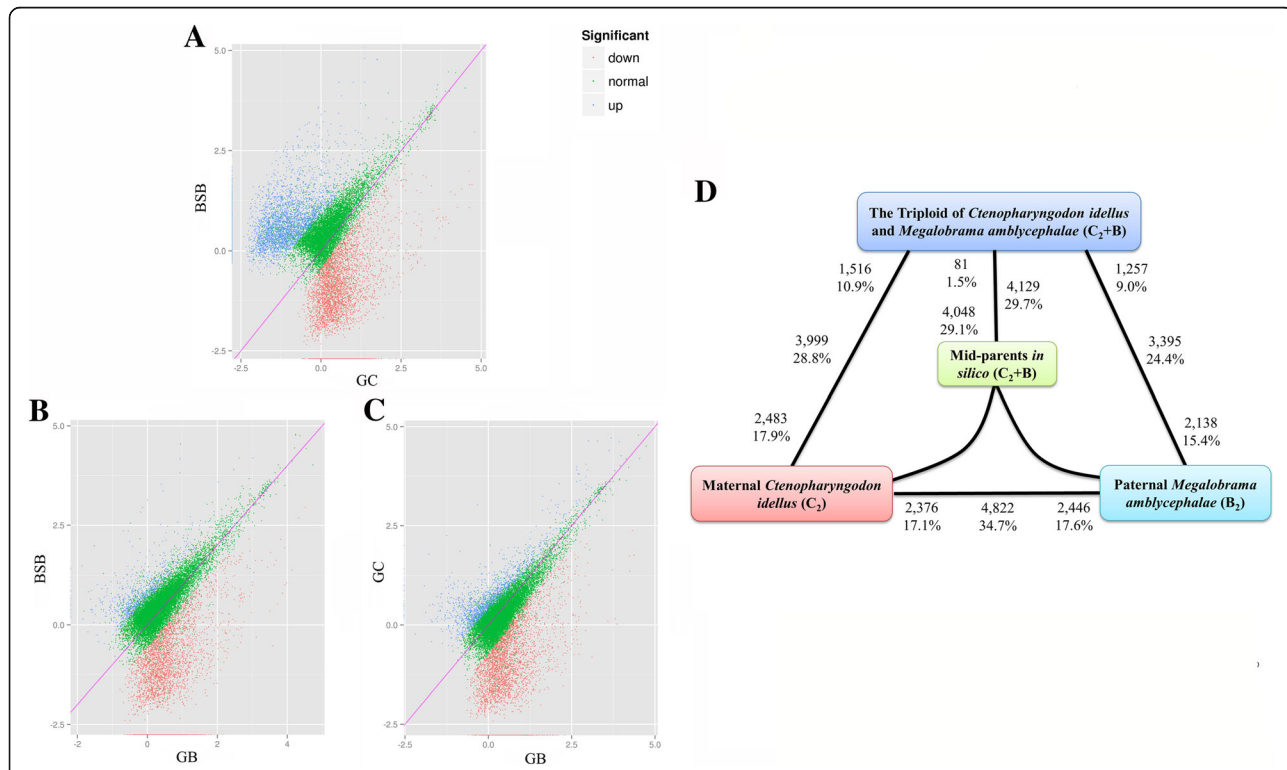 A
Significant
down
normal
up
5.0
2.5
0.0
-2.5
BSB
-2.5
0.0
2.5
5.0
GC
B
5.0
2.5
0.0
-2.5
BSB
-2
0
2
4
GB
C
5.0
2.5
0.0
-2.5
GC
-2.5
0.0
2.5
5.0
GB
D
The Triploid of Ctenopharyngodon idellus
and Megalobrama amblycephalae (C₂+B)
1,516
10.9%
81
1.5%
4,129
29.7%
1,257
9.0%
4,048
29.1%
3,999
28.8%
3,395
24.4%
Mid-parents in
silico (C₂+B)
2,483
17.9%
2,138
15.4%
Maternal Ctenopharyngodon
idellus (C₂)
Paternal Megalobrama
amblycephalae (B₂)
2,376
17.1%
4,822
34.7%
2,446
17.6%